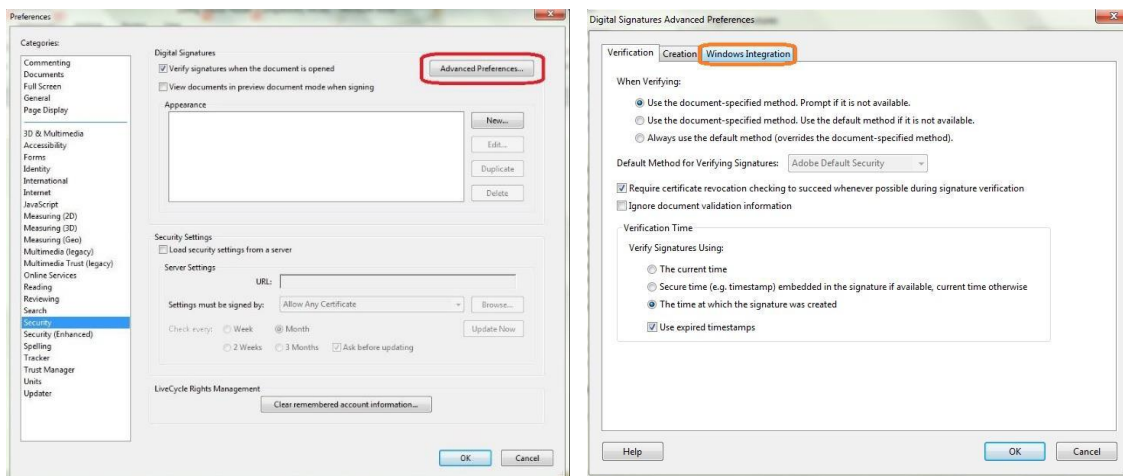 Preferences
Categories:
Commenting
Documents
Full Screen
General
Page Display
3D & Multimedia
Accessibility
Forms
Identity
International
Internet
JavaScript
Measuring (2D)
Measuring (3D)
Measuring (Geo)
Multimedia (legacy)
Multimedia Trust (legacy)
Online Services
Reading
Reviewing
Search
Security
Security (Enhanced)
Spelling
Tracker
Trust Manager
Units
Updater
Digital Signatures
Verify signatures when the document is opened
Advanced Preferences...
View documents in preview document mode when signing
Appearance
New...
Edit...
Duplicate
Delete
Security Settings
Load security settings from a server
Server Settings
URL:
Settings must be signed by: Allow Any Certificate Browse...
Check every: Week Month Update Now
2 Weeks 3 Months Ask before updating
LiveCycle Rights Management
Clear remembered account information...
OK Cancel
Digital Signatures Advanced Preferences
Verification Creation Windows Integration
When Verifying:
Use the document-specified method. Prompt if it is not available.
Use the document-specified method. Use the default method if it is not available.
Always use the default method (overrides the document-specified method).
Default Method for Verifying Signatures: Adobe Default Security
Require certificate revocation checking to succeed whenever possible during signature verification
Ignore document validation information
Verification Time
Verify Signatures Using:
The current time
Secure time (e.g. timestamp) embedded in the signature if available, current time otherwise
The time at which the signature was created
Use expired timestamps
Help OK Cancel